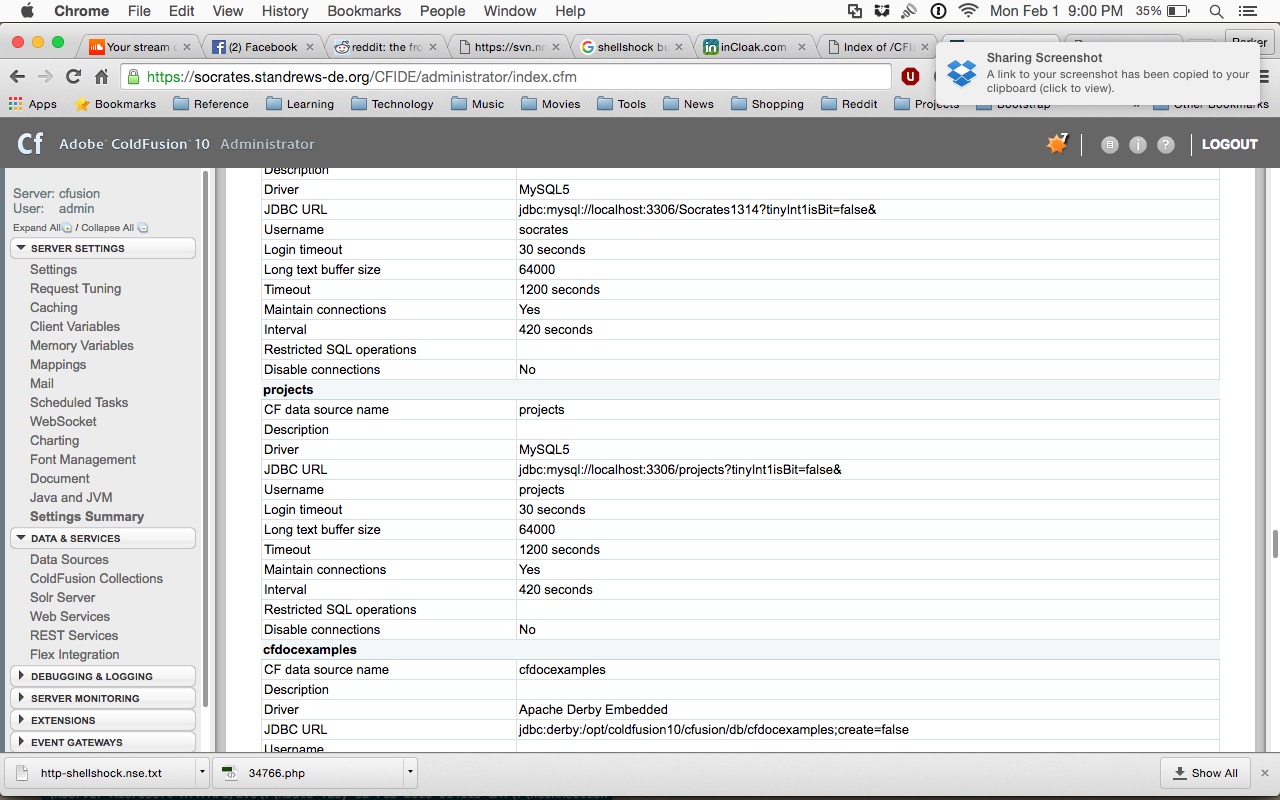 Chrome File Edit View History Bookmarks People Window Help Mon Feb 1 9:00 PM 35%
Your stream (2) Facebook reddit: the fro https://svn.n shellshock bu inCloak.com Index of /CFI
Sharing Screenshot
A link to your screenshot has been copied to your
clipboard (click to view).
https://socrates.standrews-de.org/CFIDE/administrator/index.cfm
Apps Bookmarks Reference Learning Technology Music Movies Tools News Shopping Reddit Projects Bootstrap » Other Bookmarks
Cf Adobe ColdFusion 10 Administrator 7 LOGOUT
Server: cfusion
User: admin
Expand All / Collapse All
SERVER SETTINGS
Settings
Request Tuning
Caching
Client Variables
Memory Variables
Mappings
Mail
Scheduled Tasks
WebSocket
Charting
Font Management
Document
Java and JVM
Settings Summary
DATA & SERVICES
Data Sources
ColdFusion Collections
Solr Server
Web Services
REST Services
Flex Integration
DEBUGGING & LOGGING
SERVER MONITORING
EXTENSIONS
EVENT GATEWAYS
Description
Driver MySQL5
JDBC URL jdbc:mysql://localhost:3306/Socrates1314?tinyInt1isBit=false&
Username socrates
Login timeout 30 seconds
Long text buffer size 64000
Timeout 1200 seconds
Maintain connections Yes
Interval 420 seconds
Restricted SQL operations
Disable connections No
projects
CF data source name projects
Description
Driver MySQL5
JDBC URL jdbc:mysql://localhost:3306/projects?tinyInt1isBit=false&
Username projects
Login timeout 30 seconds
Long text buffer size 64000
Timeout 1200 seconds
Maintain connections Yes
Interval 420 seconds
Restricted SQL operations
Disable connections No
cfdocexamples
CF data source name cfdocexamples
Description
Driver Apache Derby Embedded
JDBC URL jdbc:derby:/opt/coldfusion10/cfusion/db/cfdocexamples;create=false
Username
http-shellshock.nse.txt 34766.php Show All